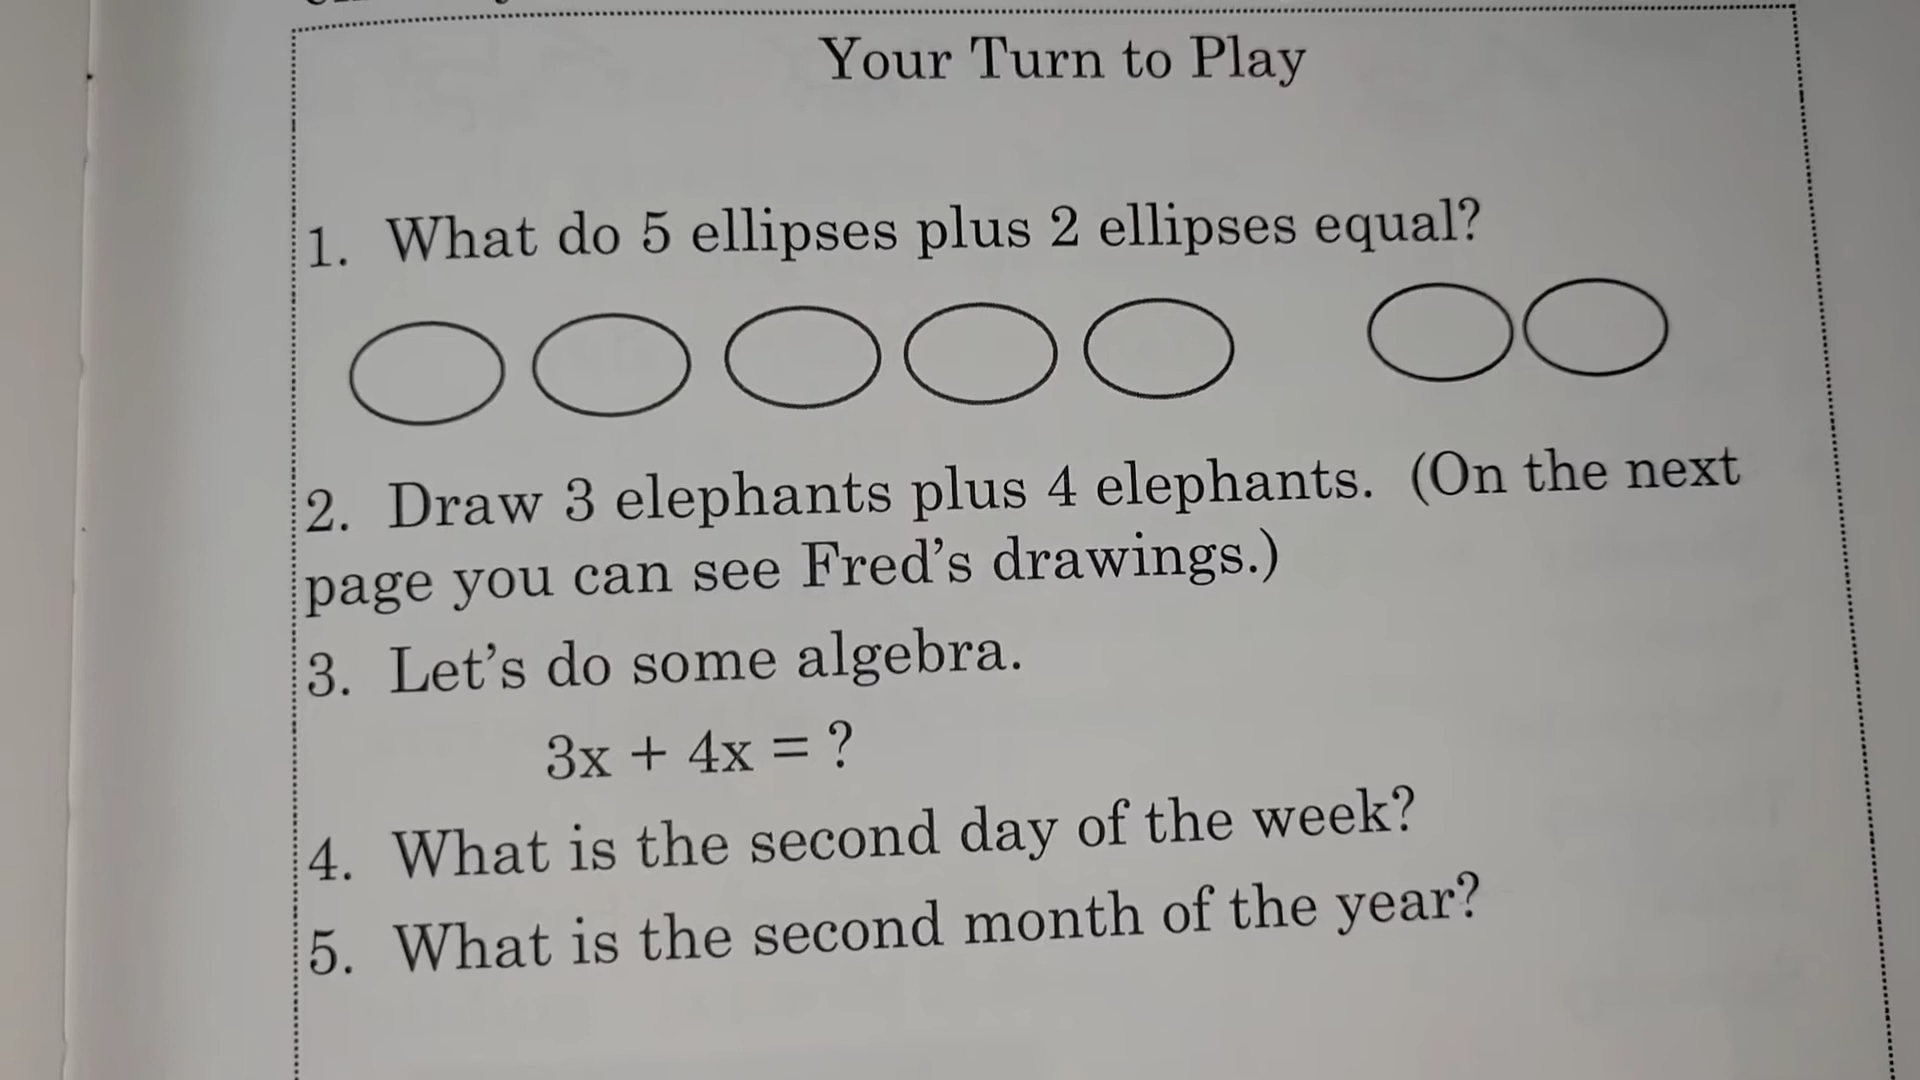 Your Turn to Play
1. What do 5 ellipses plus 2 ellipses equal?
2. Draw 3 elephants plus 4 elephants. (On the next
page you can see Fred's drawings.)
3. Let's do some algebra.
3x + 4x = ?
4. What is the second day of the week?
5. What is the second month of the year?